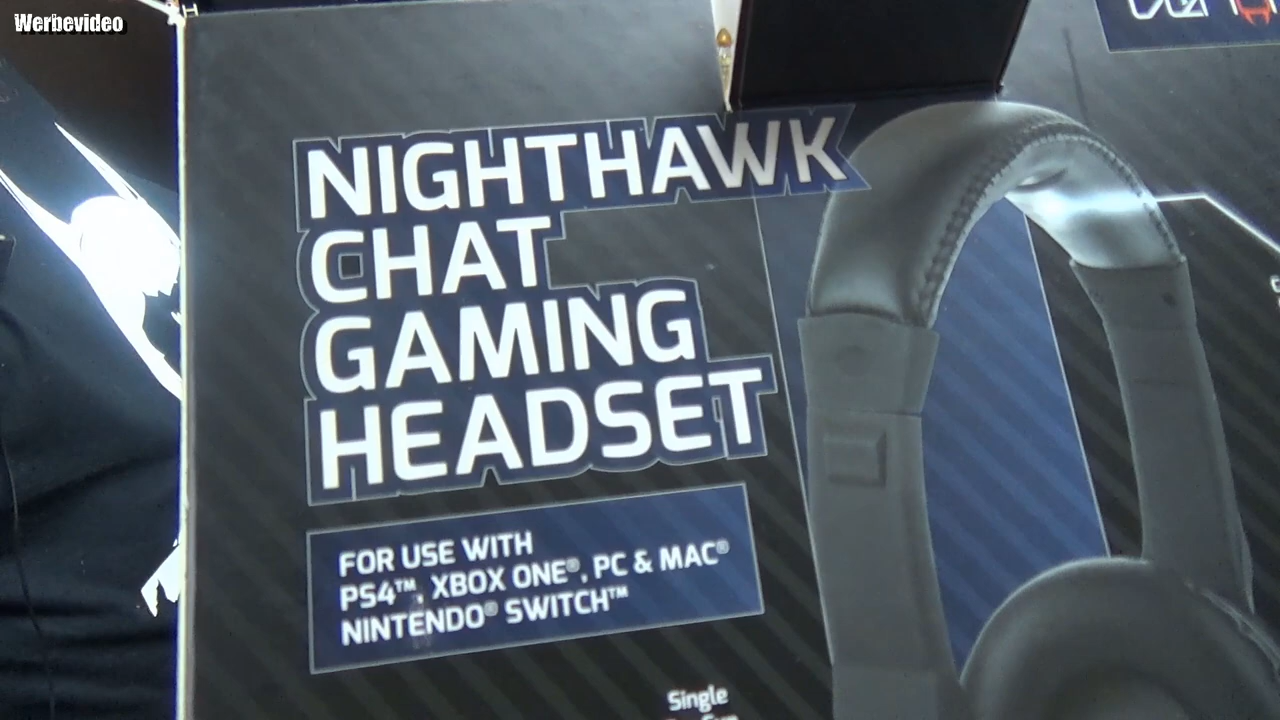 Werbevideo
NIGHTHAWK
CHAT
GAMING
HEADSET
FOR USE WITH
PS4™, XBOX ONE®, PC & MAC®
NINTENDO® SWITCH™
Single